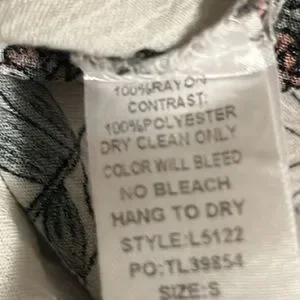 100%RAYON
CONTRAST:
100%POLYESTER
DRY CLEAN ONLY
COLOR WILL BLEED
NO BLEACH
HANG TO DRY
STYLE:L5122
PO:TL39854
SIZE:S